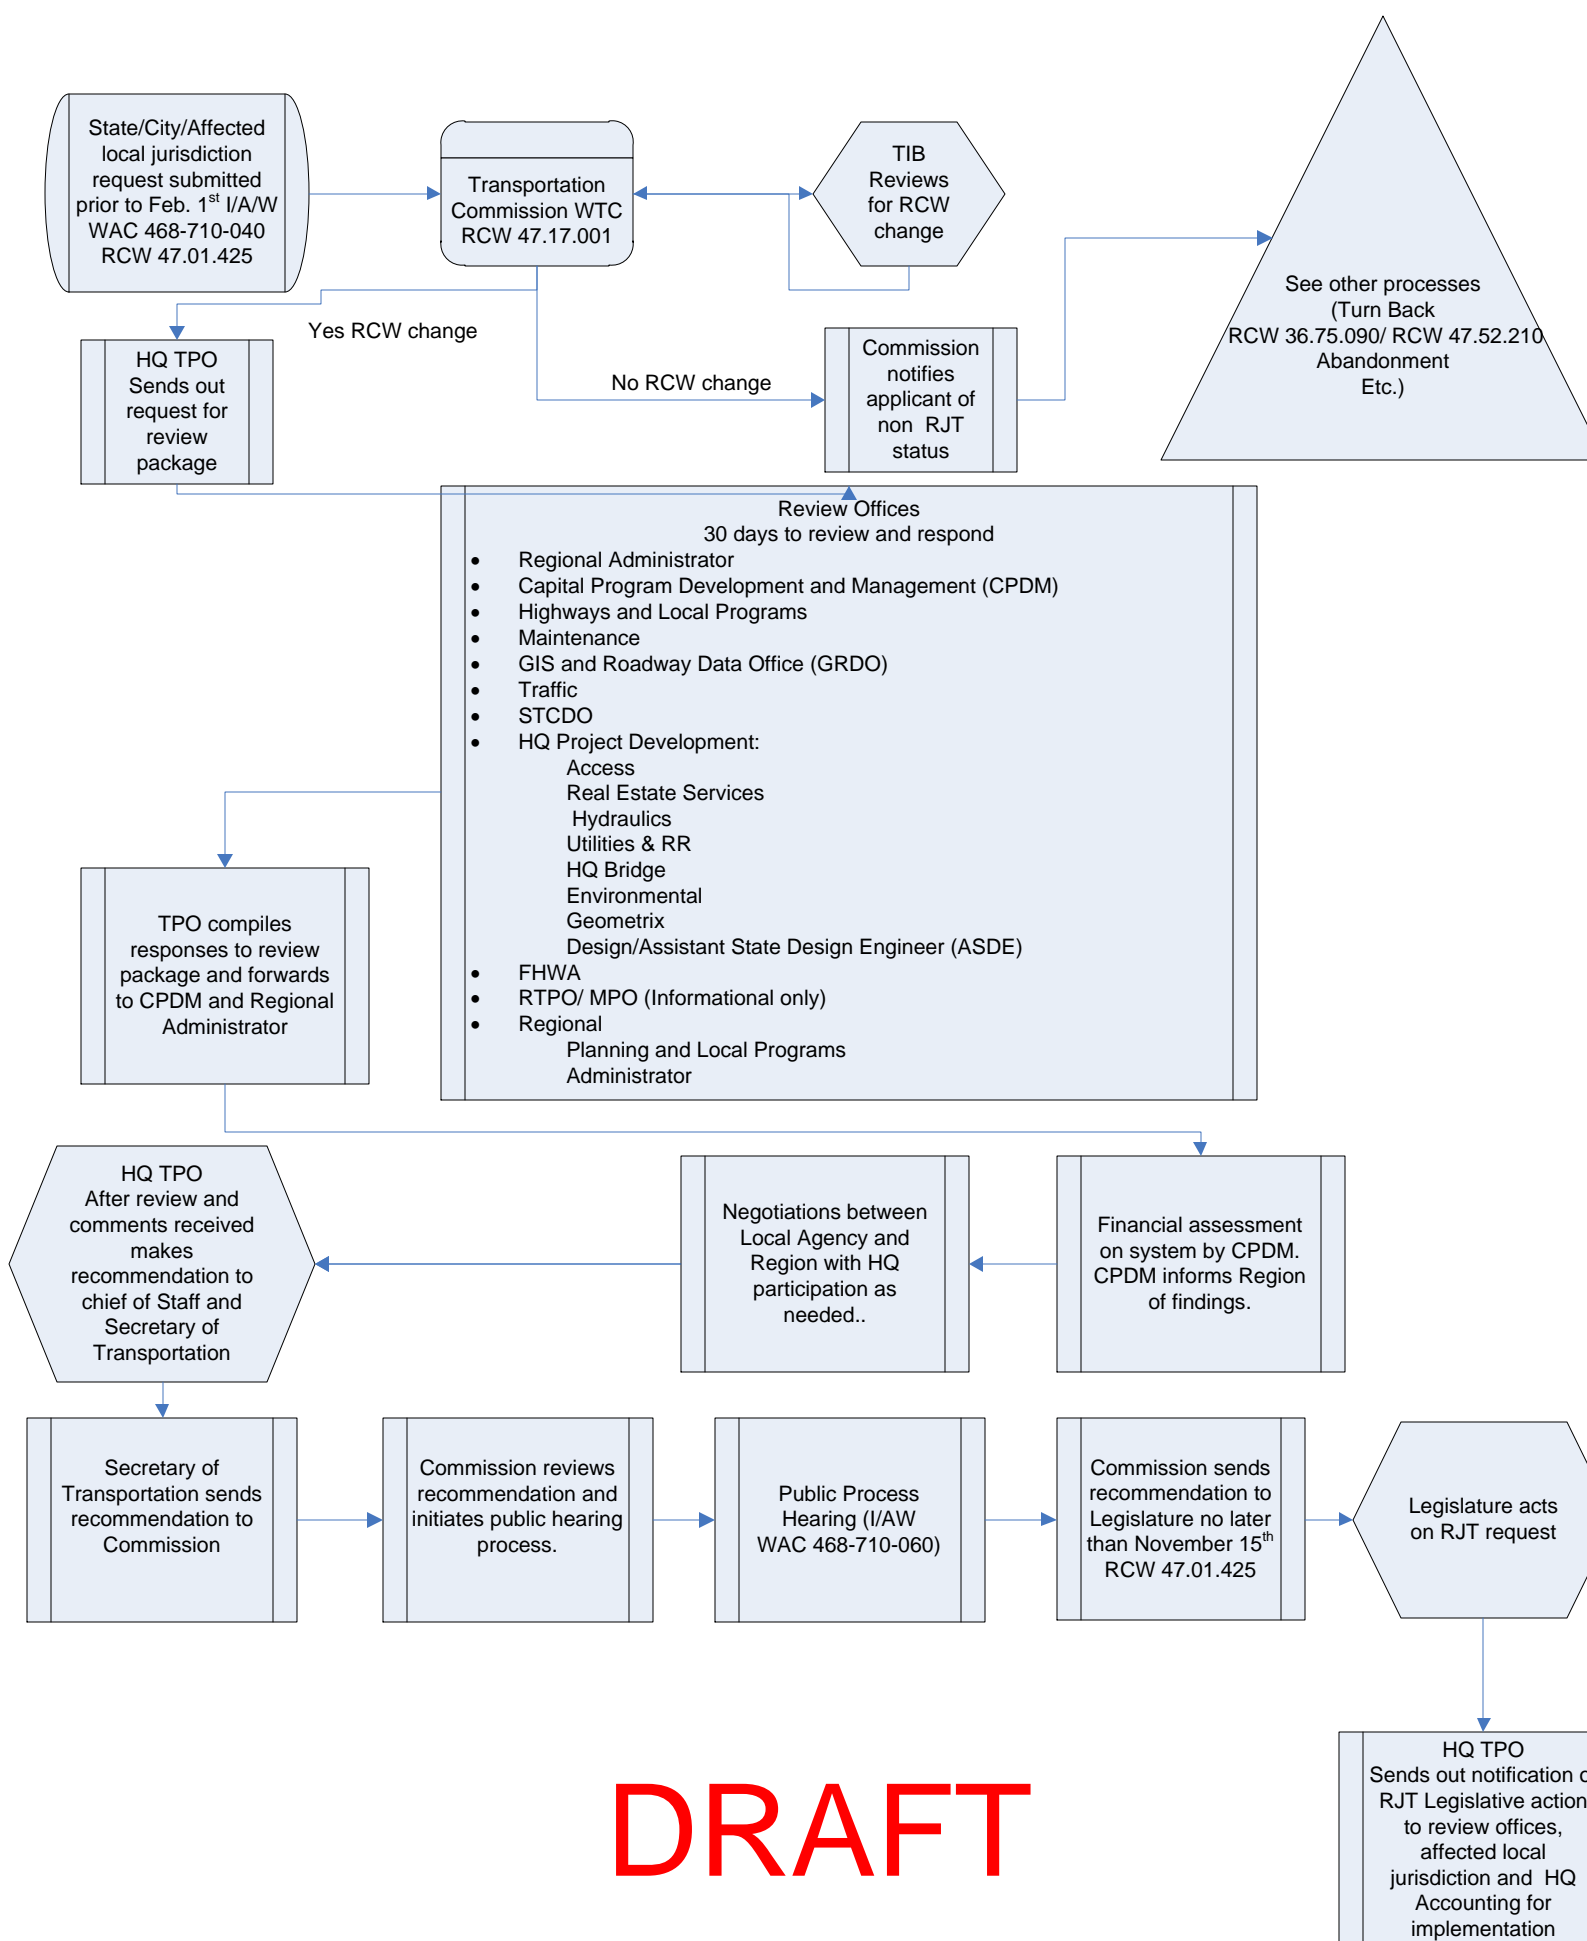 State/City/Affected
local jurisdiction
request submitted
prior to Feb. 1st I/A/W
WAC 468-710-040
RCW 47.01.425
Transportation
Commission WTC
RCW 47.17.001
TIB
Reviews
for RCW
change
See other processes
(Turn Back
RCW 36.75.090/ RCW 47.52.210
Abandonment
Etc.)
Yes RCW change
No RCW change
HQ TPO
Sends out
request for
review
package
Commission
notifies
applicant of
non RJT
status
Review Offices
30 days to review and respond
• Regional Administrator
• Capital Program Development and Management (CPDM)
• Highways and Local Programs
• Maintenance
• GIS and Roadway Data Office (GRDO)
• Traffic
• STCDO
• HQ Project Development:
Access
Real Estate Services
Hydraulics
Utilities & RR
HQ Bridge
Environmental
Geometrix
Design/Assistant State Design Engineer (ASDE)
• FHWA
• RTPO/ MPO (Informational only)
• Regional
Planning and Local Programs
Administrator
TPO compiles
responses to review
package and forwards
to CPDM and Regional
Administrator
HQ TPO
After review and
comments received
makes
recommendation to
chief of Staff and
Secretary of
Transportation
Negotiations between
Local Agency and
Region with HQ
participation as
needed..
Financial assessment
on system by CPDM.
CPDM informs Region
of findings.
Secretary of
Transportation sends
recommendation to
Commission
Commission reviews
recommendation and
initiates public hearing
process.
Public Process
Hearing (I/AW
WAC 468-710-060)
Commission sends
recommendation to
Legislature no later
than November 15th
RCW 47.01.425
Legislature acts
on RJT request
HQ TPO
Sends out notification
RJT Legislative action
to review offices,
affected local
jurisdiction and HQ
Accounting for
implementation
DRAFT